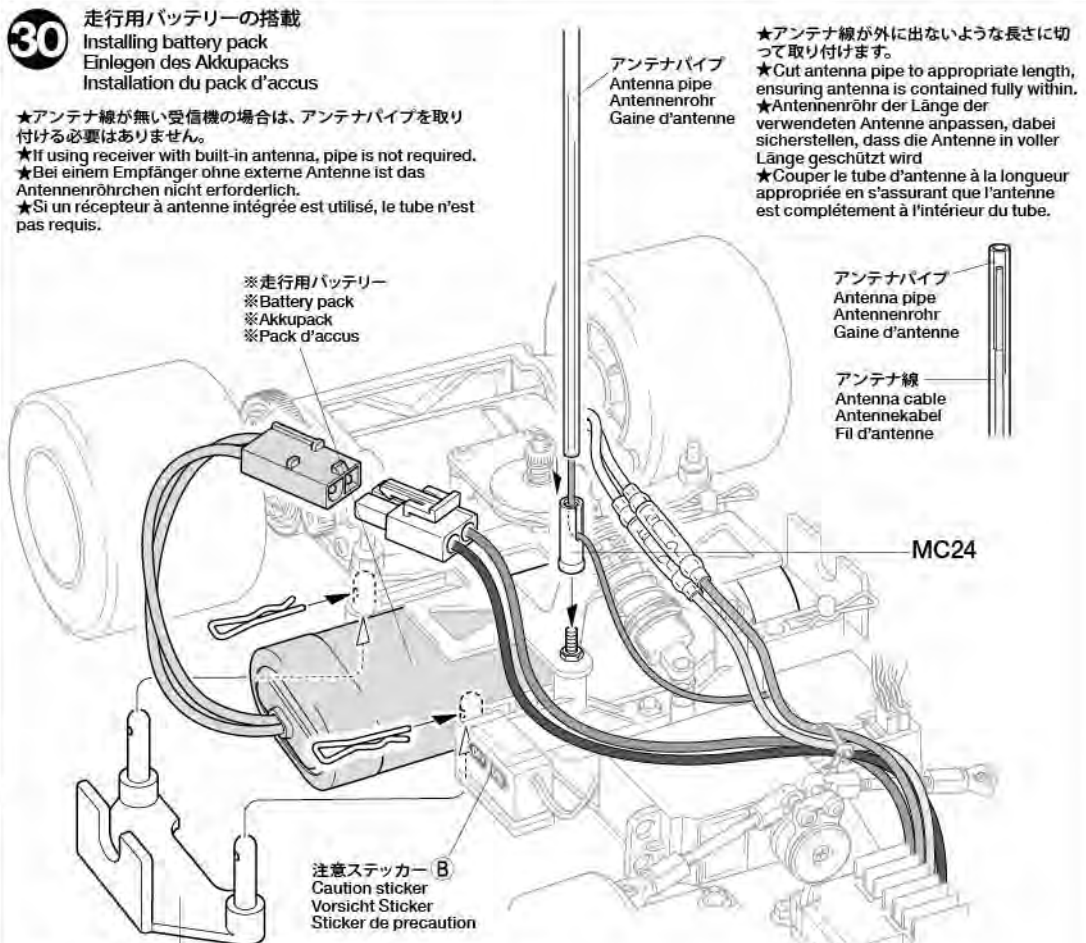 30
走行用バッテリーの搭載
Installing battery pack
Einlegen des Akkupacks
Installation du pack d'accus
★アンテナ線が無い受信機の場合は、アンテナパイプを取り
付ける必要はありません。
★If using receiver with built-in antenna, pipe is not required.
★Bei einem Empfänger ohne externe Antenne ist das
Antennenröhrchen nicht erforderlich.
★Si un récepteur à antenne intégrée est utilisé, le tube n'est
pas requis.
アンテナパイプ
Antenna pipe
Antennenrohr
Gaine d'antenne
★アンテナ線が外に出ないような長さに切
って取り付けます。
★Cut antenna pipe to appropriate length,
ensuring antenna is contained fully within.
★Antennenröhr der Länge der
verwendeten Antenne anpassen, dabei
sicherstellen, dass die Antenne in voller
Länge geschützt wird
★Couper le tube d'antenne à la longueur
appropriée en s'assurant que l'antenne
est complétement à l'intérieur du tube.
※走行用バッテリー
※Battery pack
※Akkupack
※Pack d'accus
アンテナパイプ
Antenna pipe
Antennenrohr
Gaine d'antenne
アンテナ線
Antenna cable
Antennekabel
Fil d'antenne
MC24
注意ステッカー Ⓑ
Caution sticker
Vorsicht Sticker
Sticker de precaution